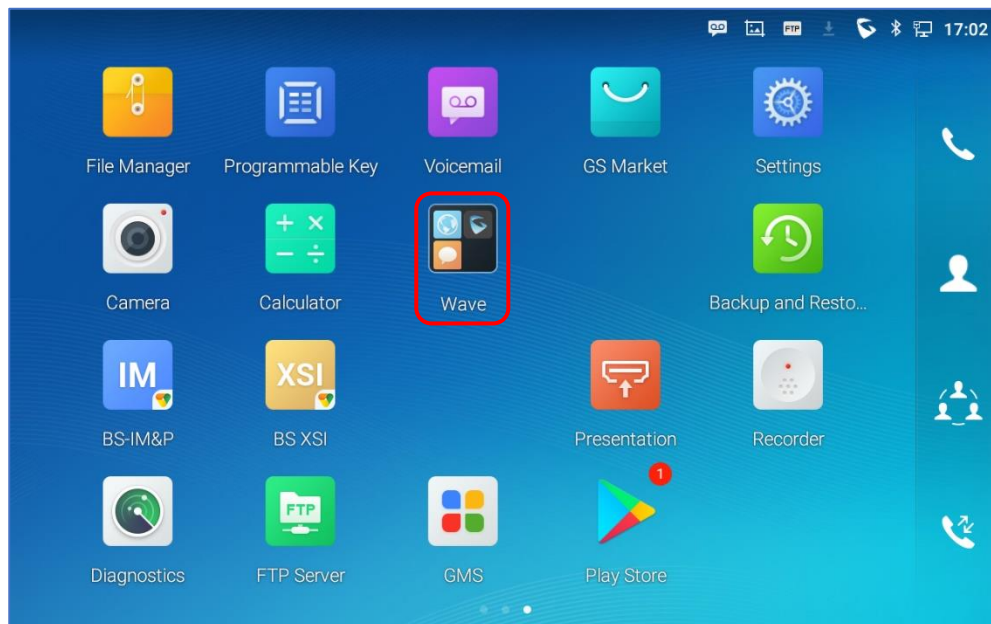 FTP 17:02
File Manager Programmable Key Voicemail GS Market Settings
Camera Calculator Wave Backup and Resto...
IM XSI
BS-IM&P BS XSI Presentation Recorder
1
FTP
Diagnostics FTP Server GMS Play Store